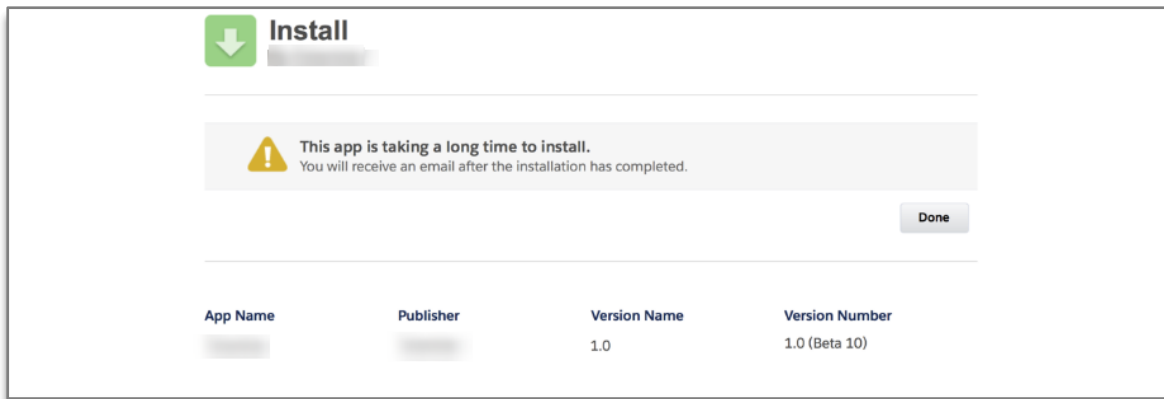 Install
This app is taking a long time to install.
You will receive an email after the installation has completed.
Done
App Name Publisher Version Name Version Number
1.0 1.0 (Beta 10)